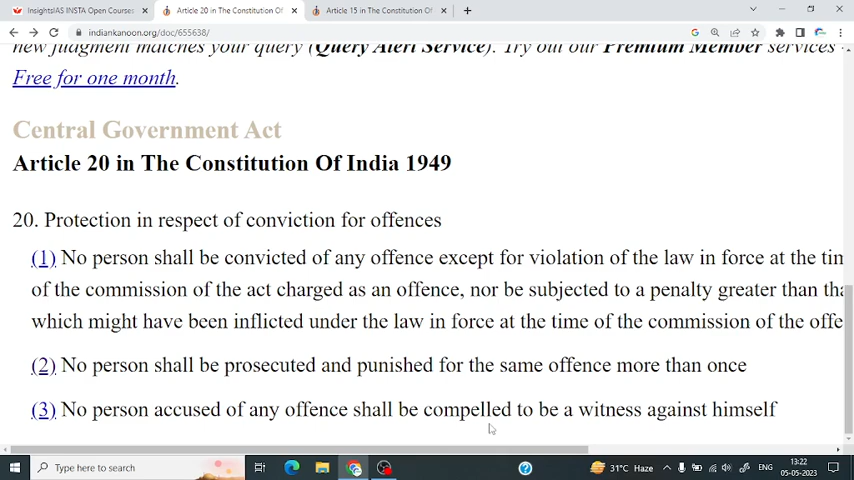 InsightsIAS INSTA Open Courses
Article 20 in The Constitution Of
Article 15 in The Constitution Of
indiankanoon.org/doc/655638/
new judgment matches your query (Query Alert Service). Try out our Premium Member services -
Free for one month.
Central Government Act
Article 20 in The Constitution Of India 1949
20. Protection in respect of conviction for offences
(1) No person shall be convicted of any offence except for violation of the law in force at the tim
of the commission of the act charged as an offence, nor be subjected to a penalty greater than tha
which might have been inflicted under the law in force at the time of the commission of the offe
(2) No person shall be prosecuted and punished for the same offence more than once
(3) No person accused of any offence shall be compelled to be a witness against himself
Type here to search
31°C Haze
ENG
13:22
05-05-2023